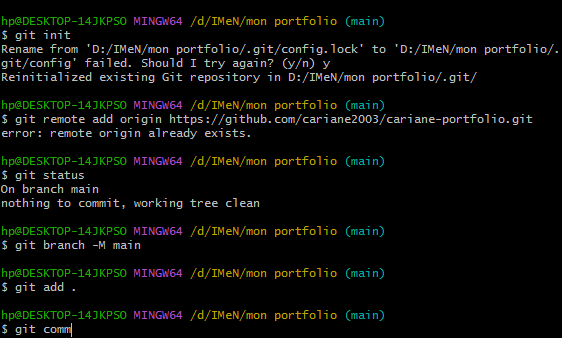 hp@DESKTOP-14JKPSO MINGW64 /d/IMeN/mon portfolio (main)
$ git init
Rename from 'D:/IMeN/mon portfolio/.git/config.lock' to 'D:/IMeN/mon portfolio/.
git/config' failed. Should I try again? (y/n) y
Reinitialized existing Git repository in D:/IMeN/mon portfolio/.git/
hp@DESKTOP-14JKPSO MINGW64 /d/IMeN/mon portfolio (main)
$ git remote add origin https://github.com/cariane2003/cariane-portfolio.git
error: remote origin already exists.
hp@DESKTOP-14JKPSO MINGW64 /d/IMeN/mon portfolio (main)
$ git status
On branch main
nothing to commit, working tree clean
hp@DESKTOP-14JKPSO MINGW64 /d/IMeN/mon portfolio (main)
$ git branch -M main
hp@DESKTOP-14JKPSO MINGW64 /d/IMeN/mon portfolio (main)
$ git add .
hp@DESKTOP-14JKPSO MINGW64 /d/IMeN/mon portfolio (main)
$ git comm